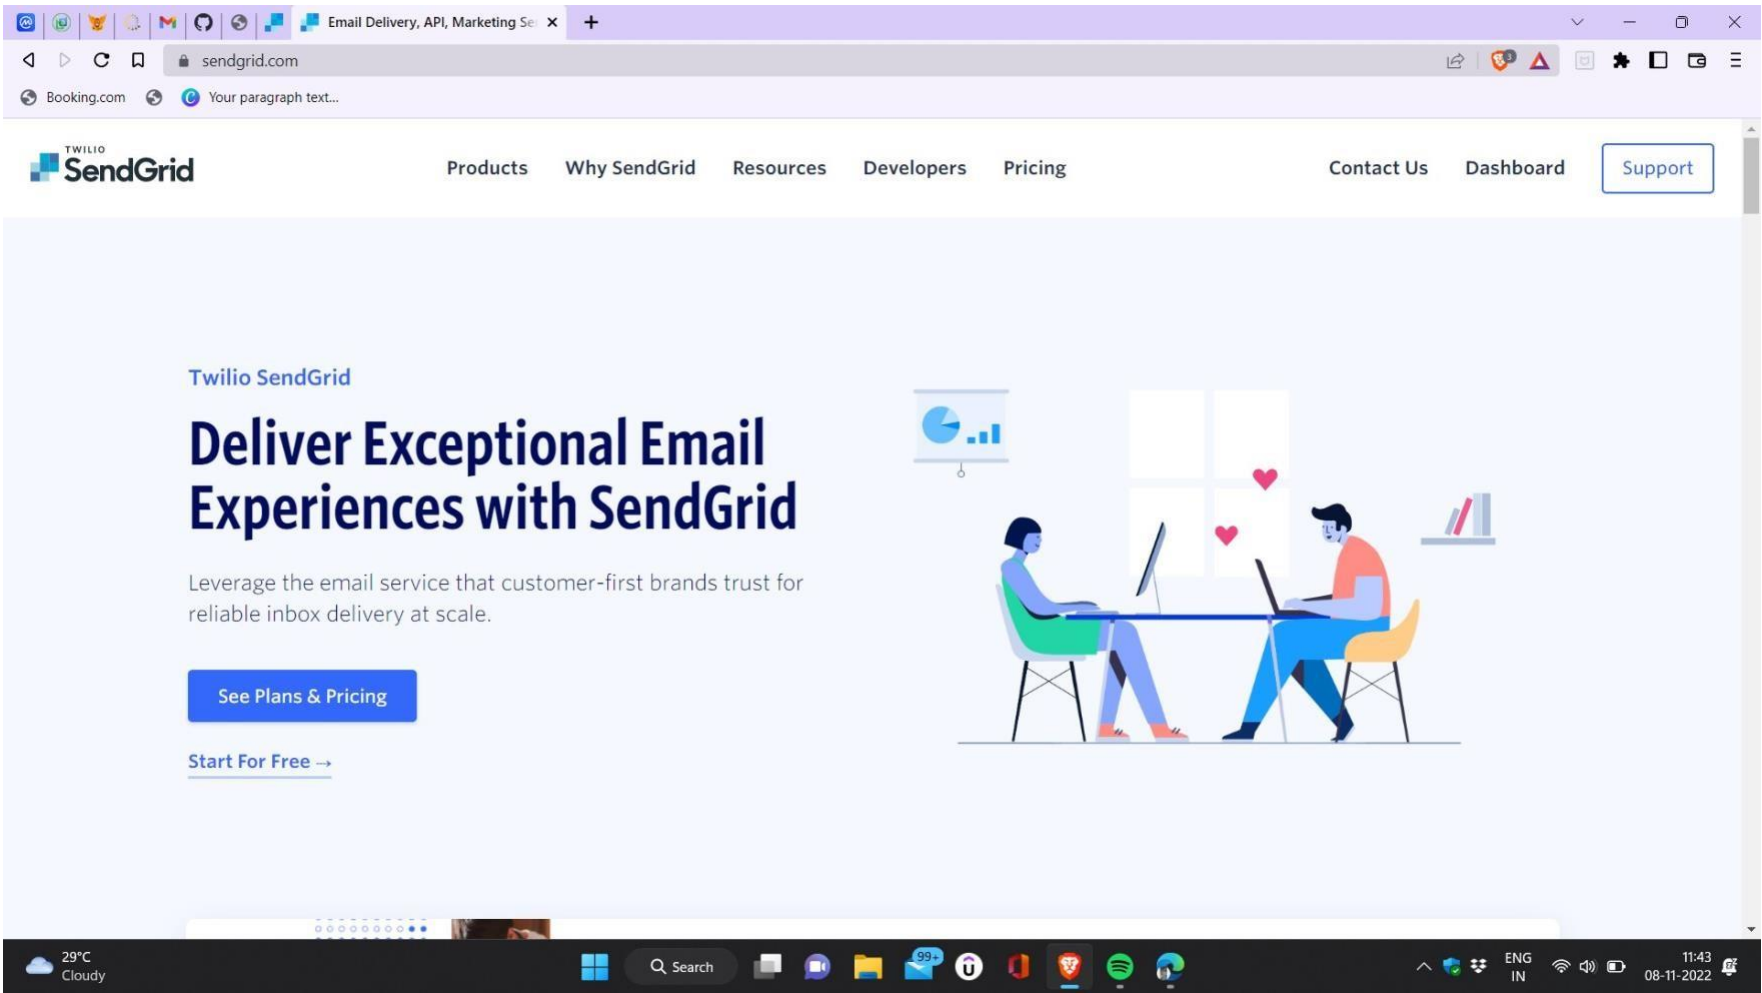 Email Delivery, API, Marketing Se
sendgrid.com
3
Booking.com
Your paragraph text...
TWILIO
SendGrid
Products
Why SendGrid
Resources
Developers
Pricing
Contact Us
Dashboard
Support
Twilio SendGrid
Deliver Exceptional Email
Experiences with SendGrid
Leverage the email service that customer-first brands trust for
reliable inbox delivery at scale.
See Plans & Pricing
Start For Free →
29°C
Cloudy
Search
99+
ENG
IN
11:43
08-11-2022